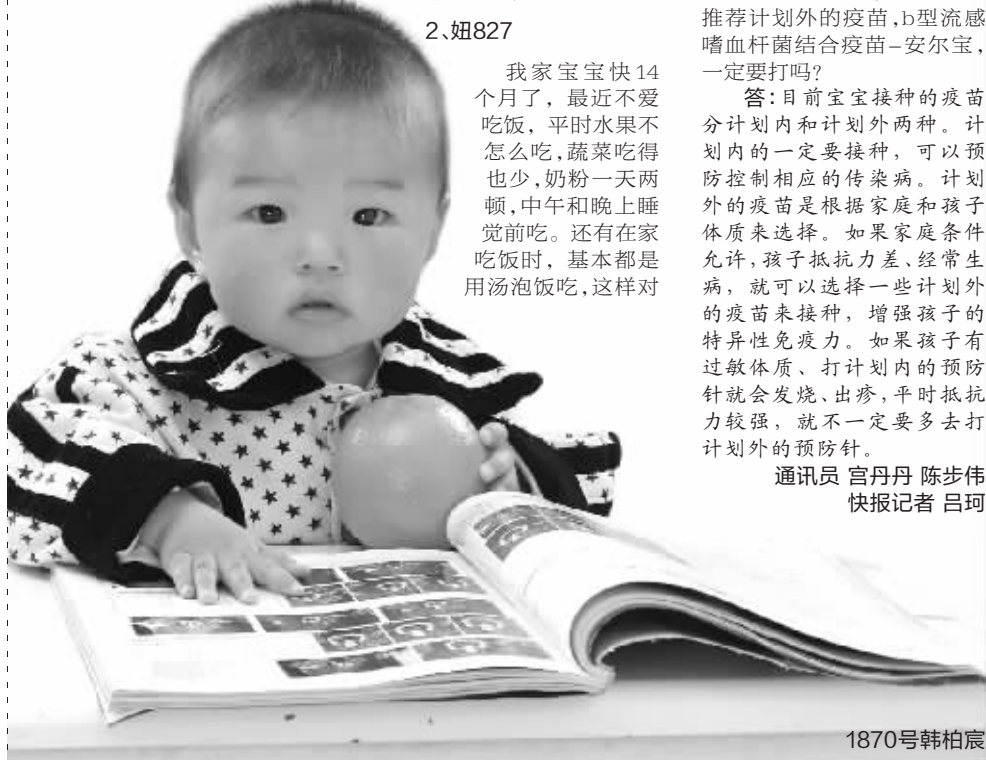 2、妞827
我家宝宝快14
个月了，最近不爱
吃饭，平时水果不
怎么吃,蔬菜吃得
也少,奶粉一天两
顿,中午和晚上睡
觉前吃。还有在家
吃饭时，基本都是
用汤泡饭吃,这样对
推荐计划外的疫苗,b型流感
嗜血杆菌结合疫苗–安尔宝,
一定要打吗?
答:目前宝宝接种的疫苗
分计划内和计划外两种。计
划内的一定要接种，可以预
防控制相应的传染病。计划
外的疫苗是根据家庭和孩子
体质来选择。如果家庭条件
允许,孩子抵抗力差、经常生
病，就可以选择一些计划外
的疫苗来接种，增强孩子的
特异性免疫力。如果孩子有
过敏体质、打计划内的预防
针就会发烧、出疹,平时抵抗
力较强，就不一定要多去打
计划外的预防针。
通讯员 宫丹丹 陈步伟
快报记者 吕珂
1870号韩柏宸